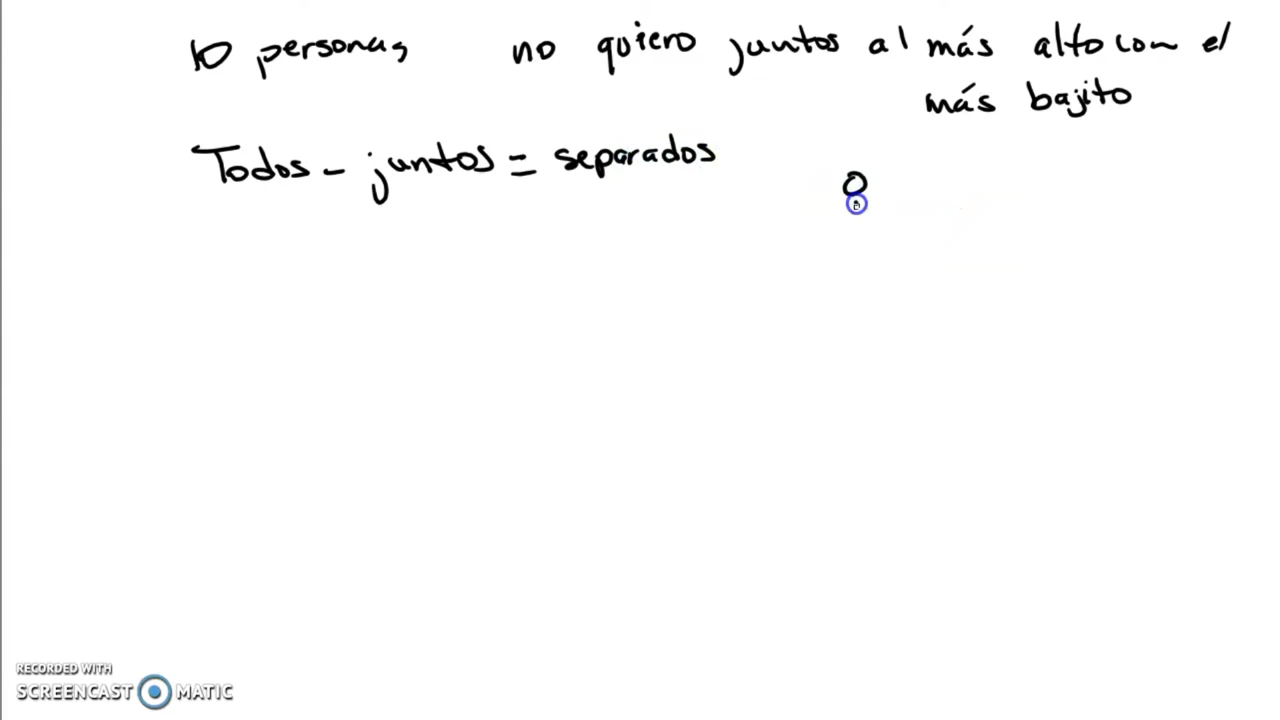 10 personas no quiero juntos al más alto con el
más bajito
Todos - juntos = separados
RECORDED WITH
SCREENCAST MATIC